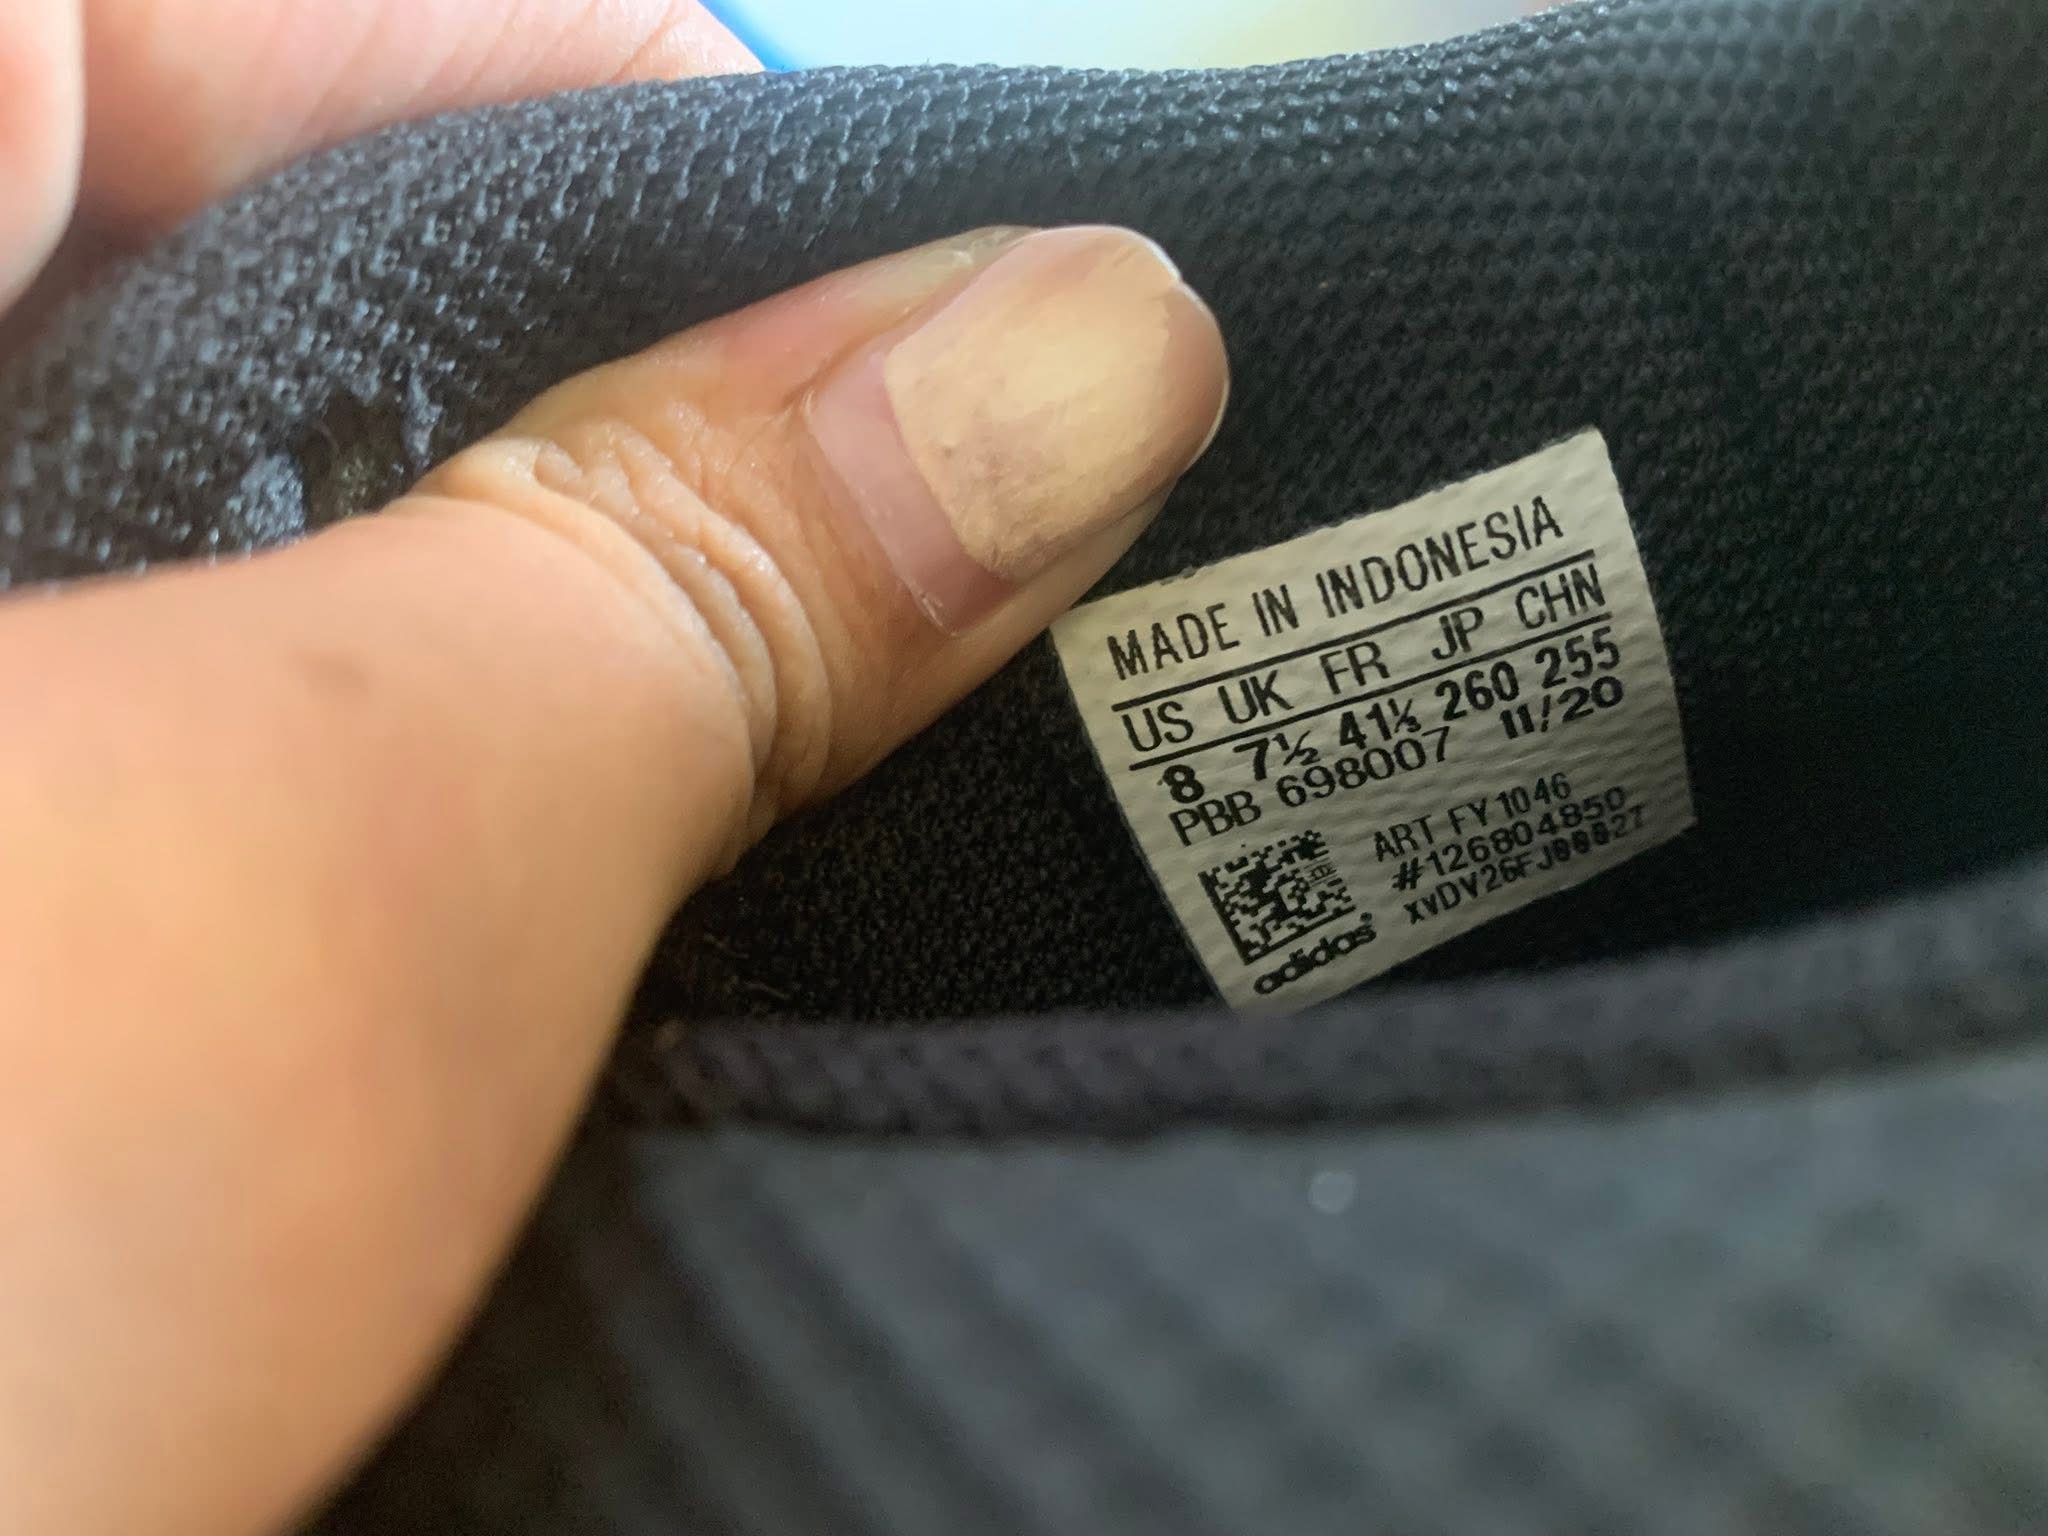 MADE IN INDONESIA
US UK FR JP CHN
8 7½ 41⅓ 260 255
PBB 698007 11/20
ART FY1046
#126804850
adidas